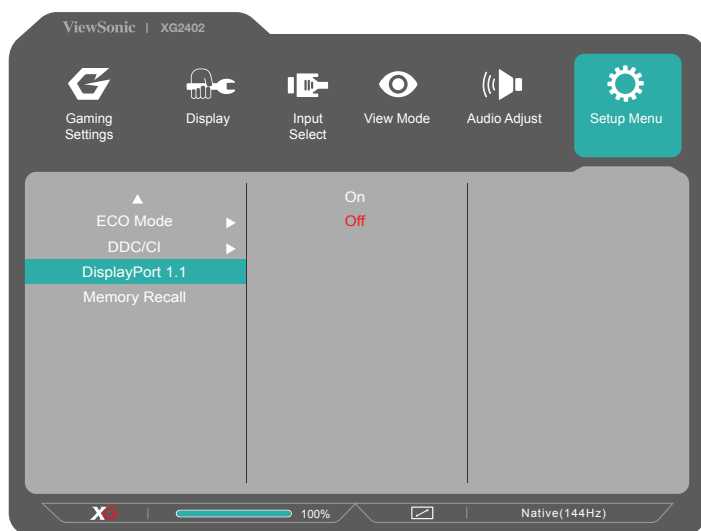 ViewSonic | XG2402
Gaming Settings
Display
Input Select
View Mode
Audio Adjust
Setup Menu
▲
ECO Mode ▶
DDC/CI ▶
DisplayPort 1.1
Memory Recall
On
Off
XG | 100% | Native(144Hz)